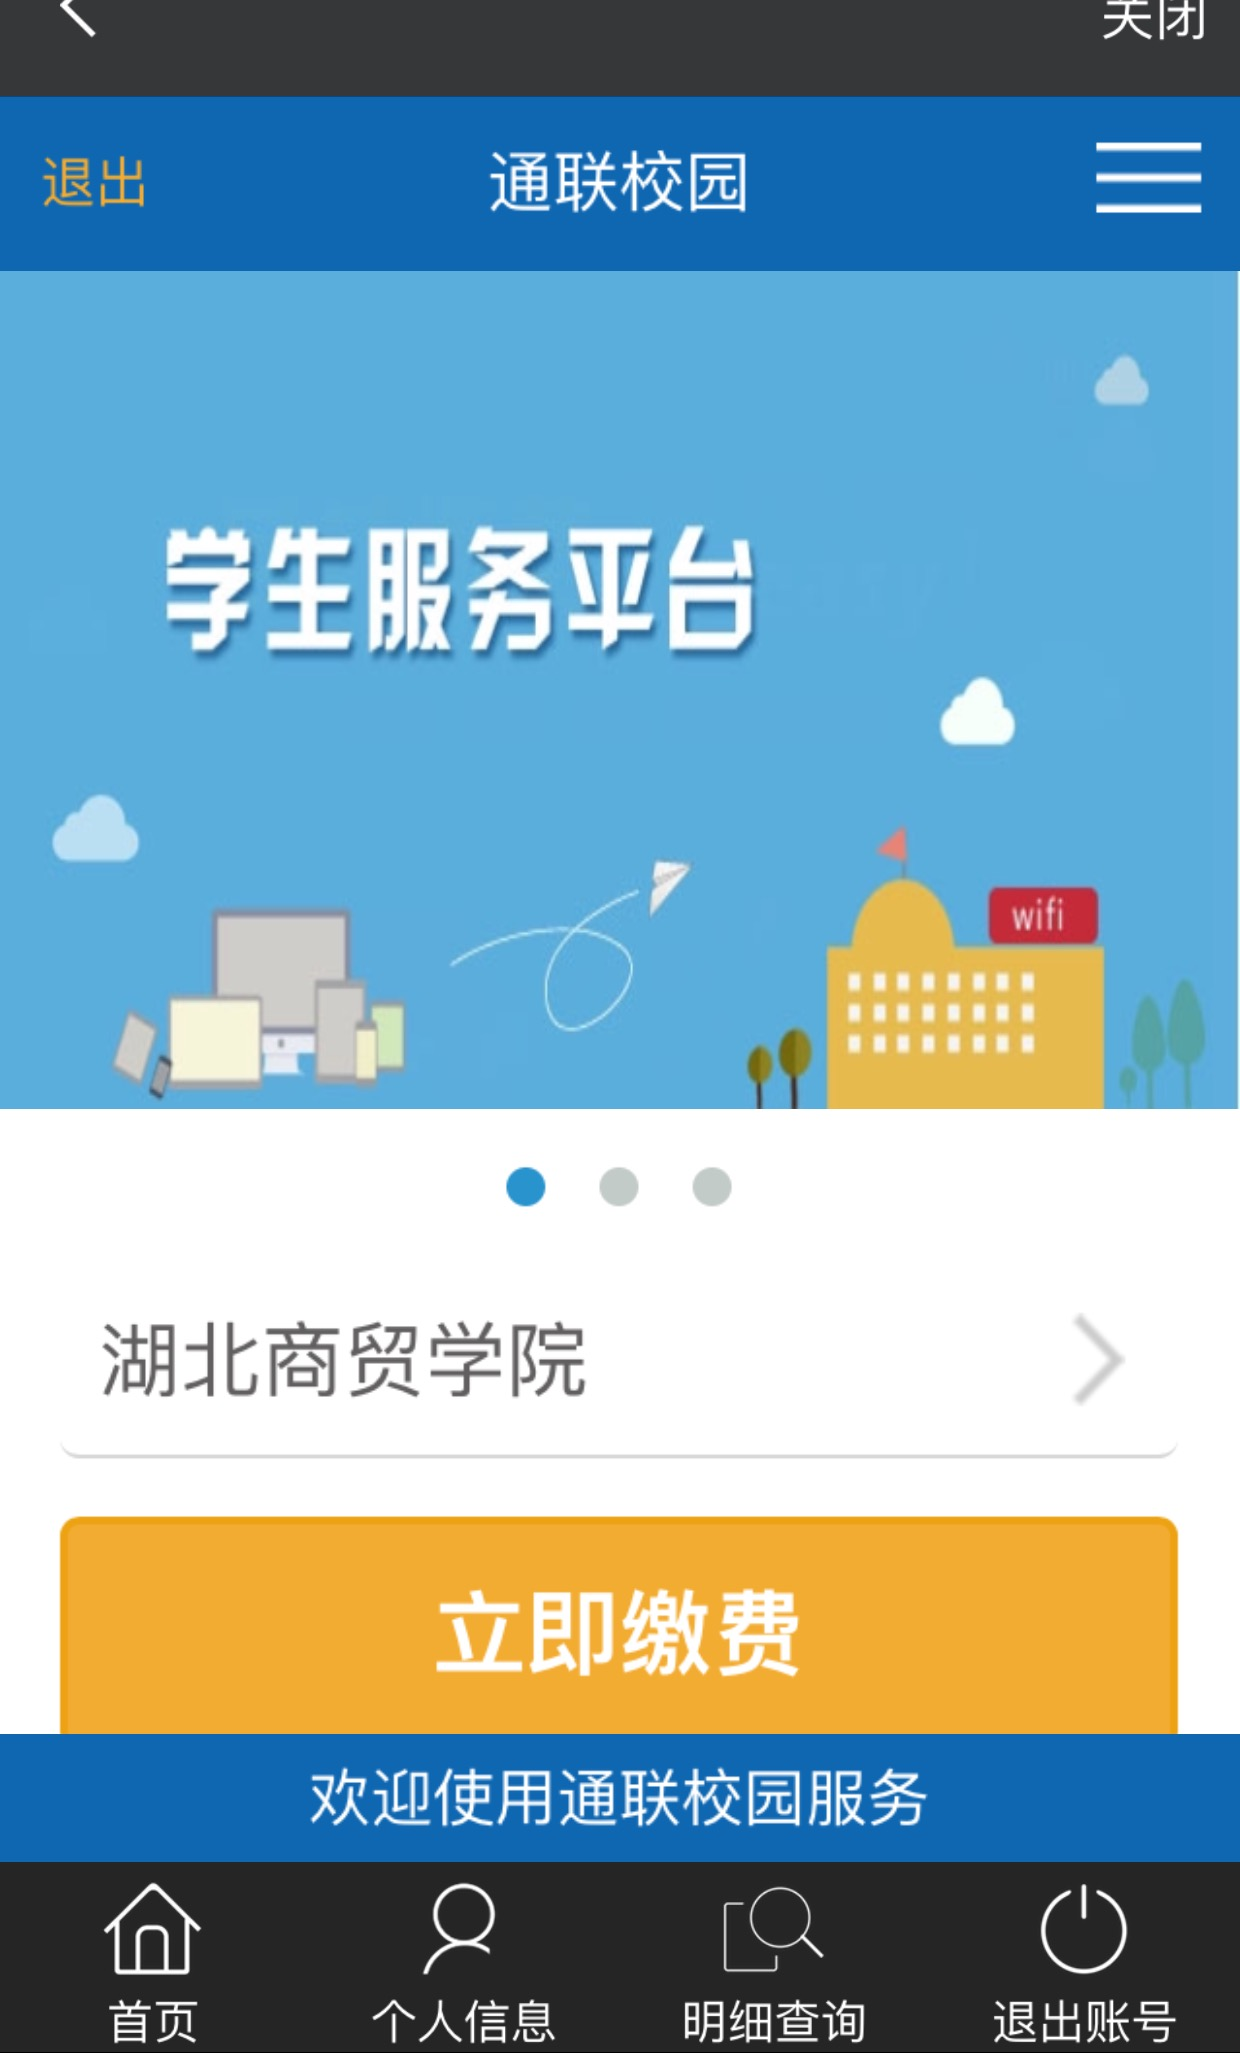 关闭
退出 通联校园
学生服务平台
wifi
湖北商贸学院
立即缴费
欢迎使用通联校园服务
首页 个人信息 明细查询 退出账号